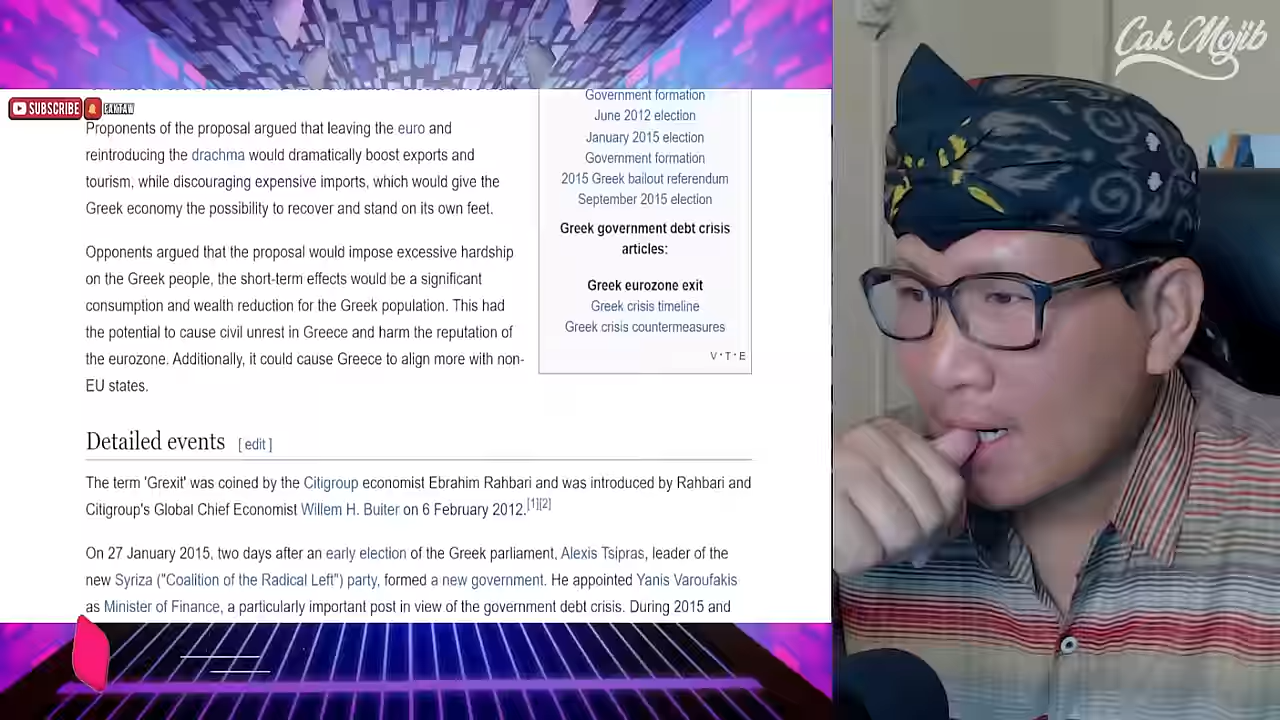 Cak Mojib
SUBSCRIBE
Proponents of the proposal argued that leaving the euro and
reintroducing the drachma would dramatically boost exports and
tourism, while discouraging expensive imports, which would give the
Greek economy the possibility to recover and stand on its own feet.
Opponents argued that the proposal would impose excessive hardship
on the Greek people, the short-term effects would be a significant
consumption and wealth reduction for the Greek population. This had
the potential to cause civil unrest in Greece and harm the reputation of
the eurozone. Additionally, it could cause Greece to align more with non-
EU states.
Government formation
June 2012 election
January 2015 election
Government formation
2015 Greek bailout referendum
September 2015 election
Greek government debt crisis
articles:
Greek eurozone exit
Greek crisis timeline
Greek crisis countermeasures
V·T·E
Detailed events [ edit ]
The term 'Grexit' was coined by the Citigroup economist Ebrahim Rahbari and was introduced by Rahbari and
Citigroup's Global Chief Economist Willem H. Buiter on 6 February 2012.[1][2]
On 27 January 2015, two days after an early election of the Greek parliament, Alexis Tsipras, leader of the
new Syriza ("Coalition of the Radical Left") party, formed a new government. He appointed Yanis Varoufakis
as Minister of Finance, a particularly important post in view of the government debt crisis. During 2015 and